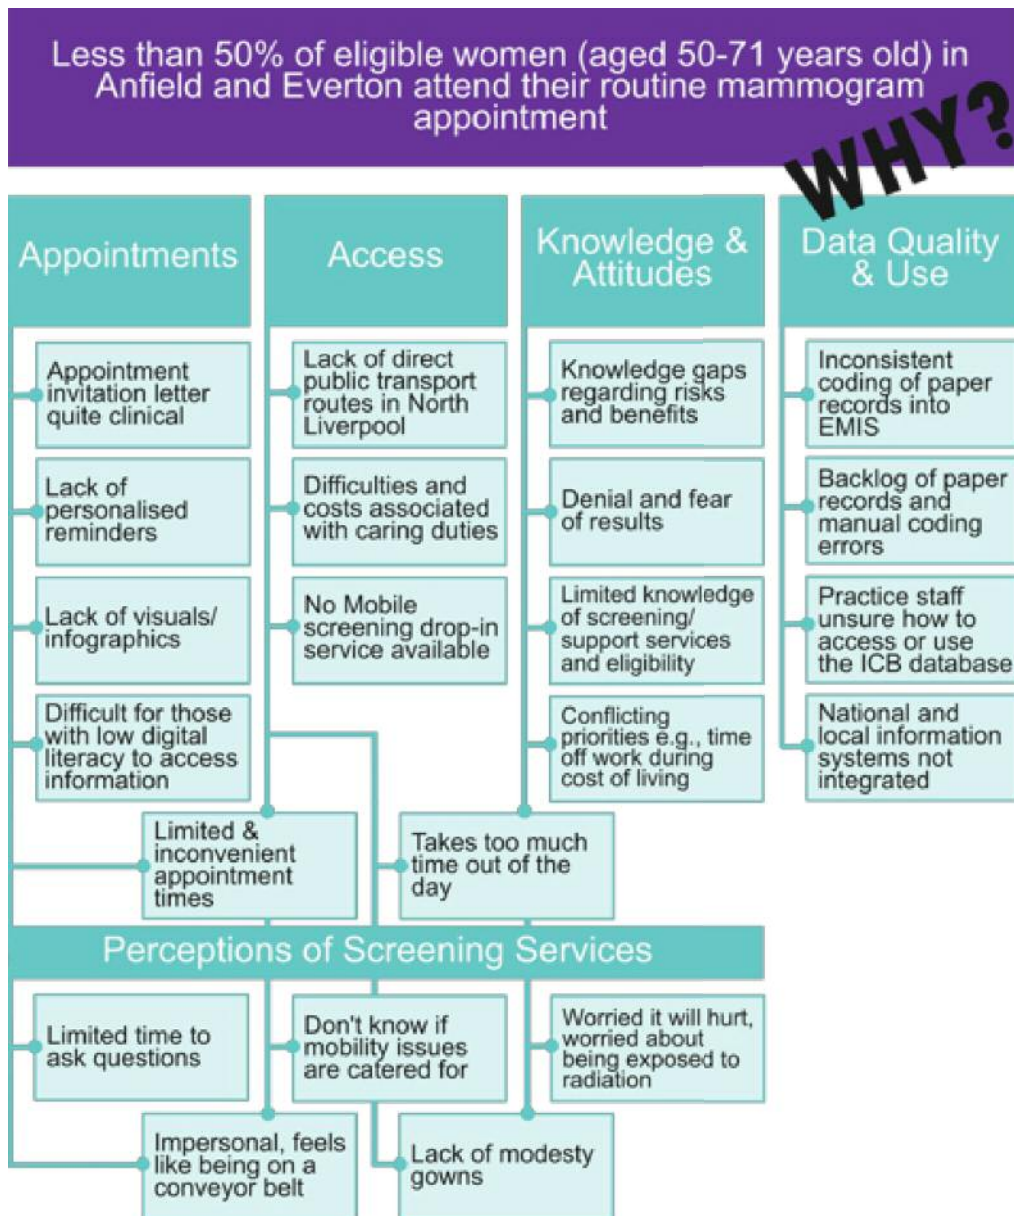 Less than 50% of eligible women (aged 50-71 years old) in
Anfield and Everton attend their routine mammogram
appointment
WHY?
Appointments
Appointment
invitation letter
quite clinical
Lack of
personalised
reminders
Lack of visuals/
infographics
Difficult for those
with low digital
literacy to access
information
Access
Lack of direct
public transport
routes in North
Liverpool
Difficulties and
costs associated
with caring duties
No Mobile
screening drop-in
service available
Knowledge &
Attitudes
Knowledge gaps
regarding risks
and benefits
Denial and fear
of results
Limited knowledge
of screening/
support services
and eligibility
Conflicting
priorities e.g., time
off work during
cost of living
Data Quality
& Use
Inconsistent
coding of paper
records into
EMIS
Backlog of paper
records and
manual coding
errors
Practice staff
unsure how to
access or use
the ICB database
National and
local information
systems not
integrated
Limited &
inconvenient
appointment
times
Takes too much
time out of the
day
Perceptions of Screening Services
Limited time to
ask questions
Don't know if
mobility issues
are catered for
Worried it will hurt,
worried about
being exposed to
radiation
Impersonal, feels
like being on a
conveyor belt
Lack of modesty
gowns